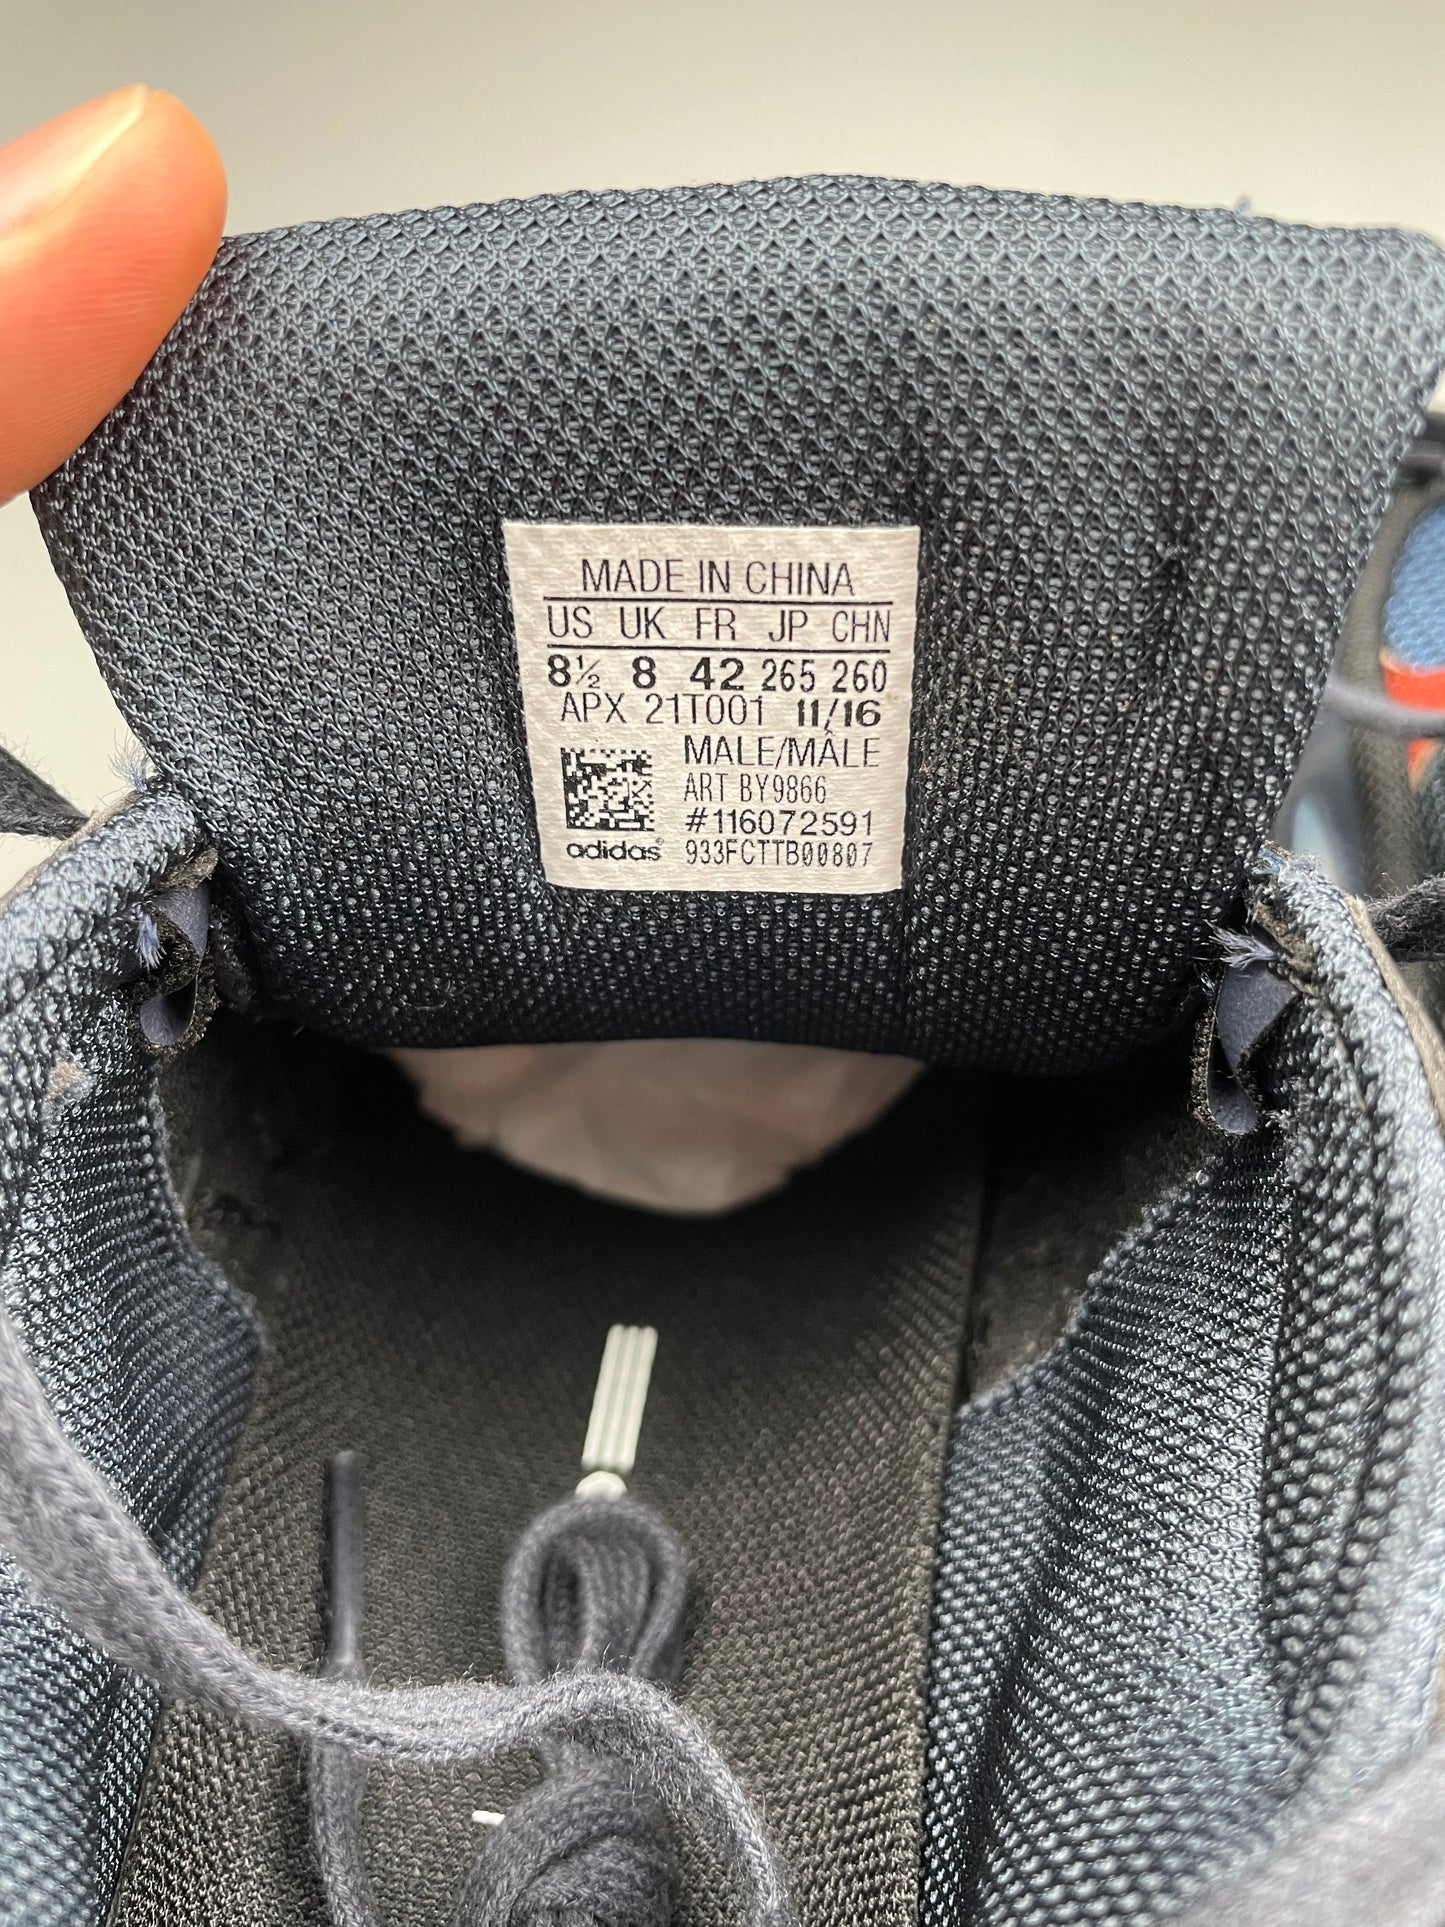 MADE IN CHINA
US UK FR JP CHN
8½ 8 42 265 260
APX 21T001 11/16
MALE/MÂLE
ART BY9866
#116072591
adidas® 933FCTTB00807